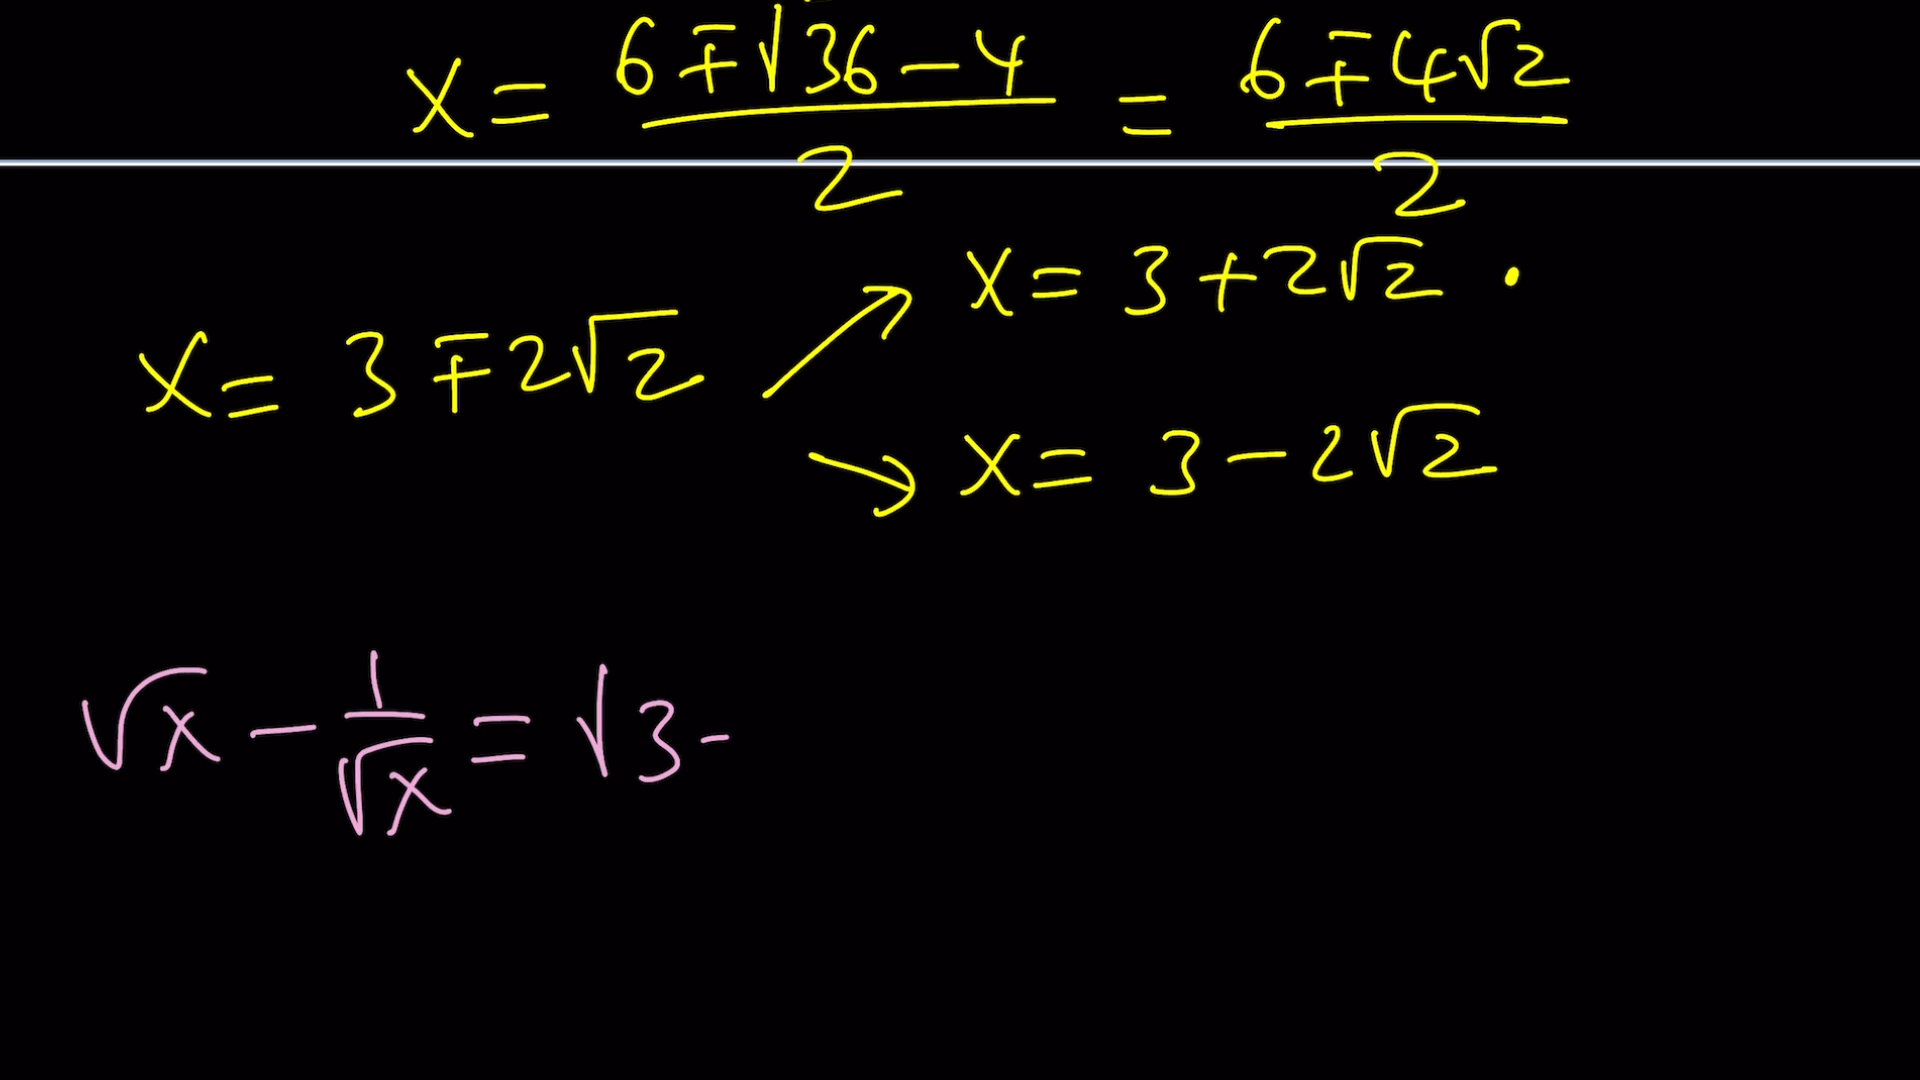 x = 6∓√36-4 / 2 = 6∓4√2 / 2
x = 3+2√2 .
x = 3∓2√2
x = 3-2√2
√x - 1/√x = √3-